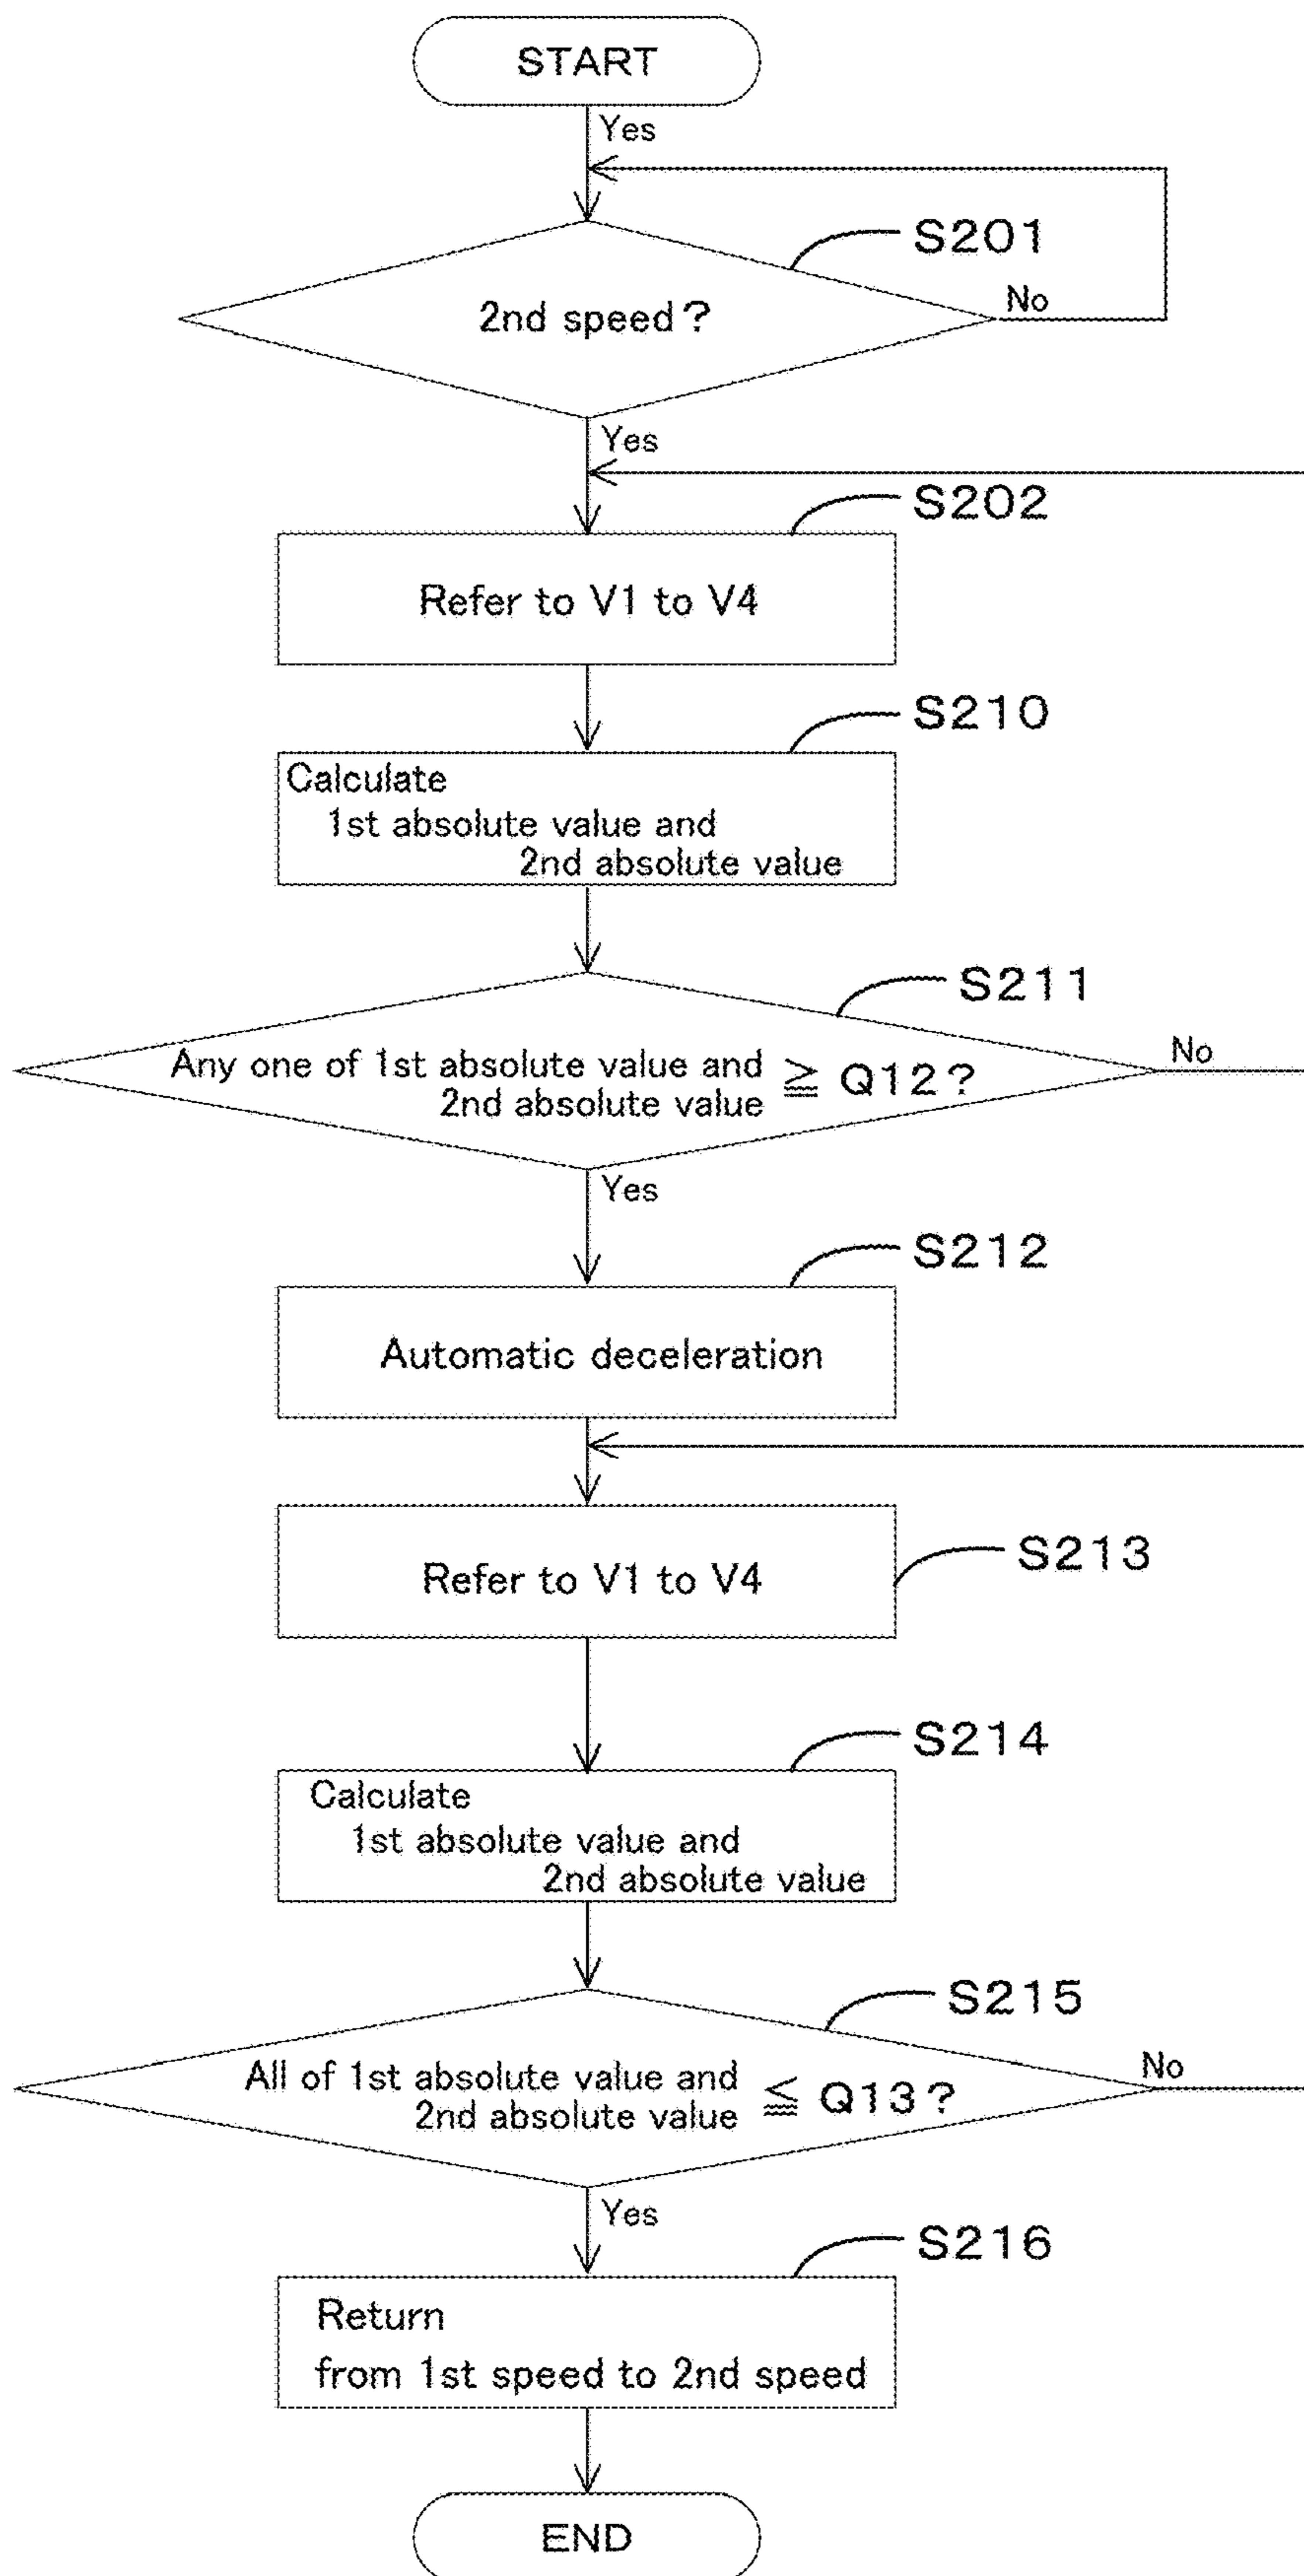 START
Yes
S201
2nd speed?
No
Yes
S202
Refer to V1 to V4
S210
Calculate
1st absolute value and
2nd absolute value
S211
No
Any one of 1st absolute value and
2nd absolute value ≧ Q12?
Yes
S212
Automatic deceleration
Refer to V1 to V4
S213
S214
Calculate
1st absolute value and
2nd absolute value
S215
No
All of 1st absolute value and
2nd absolute value ≦ Q13?
Yes
S216
Return
from 1st speed to 2nd speed
END